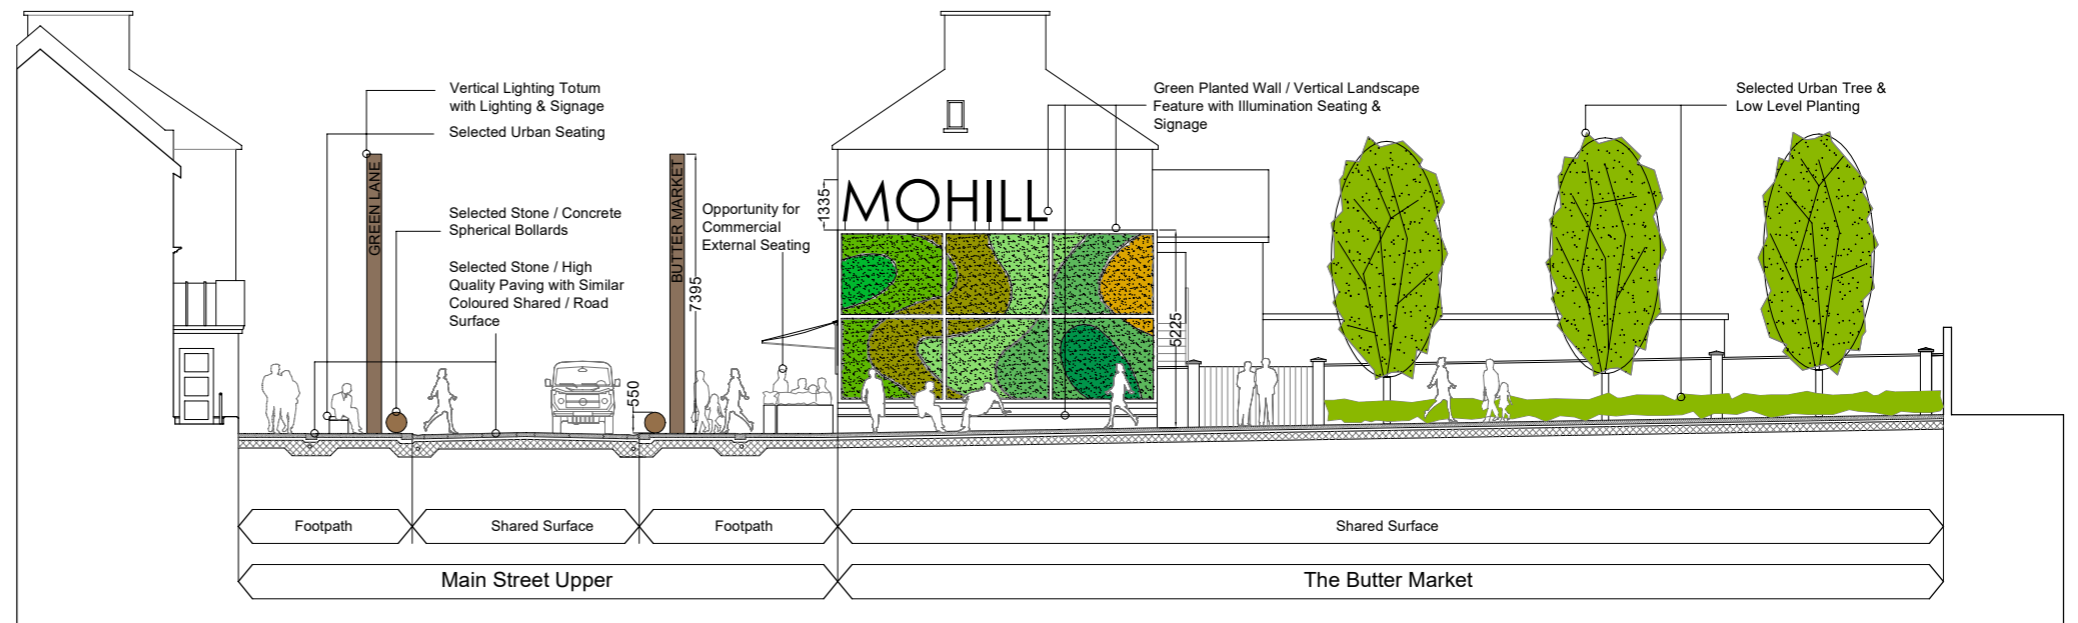 Vertical Lighting Totum
with Lighting & Signage
Selected Urban Seating
GREEN LANE
Selected Stone / Concrete
Spherical Bollards
Selected Stone / High
Quality Paving with Similar
Coloured Shared / Road
Surface
550
BUTTER MARKET
7395
Opportunity for
Commercial
External Seating
1335
MOHILL
Green Planted Wall / Vertical Landscape
Feature with Illumination Seating &
Signage
5225
Selected Urban Tree &
Low Level Planting
Footpath
Shared Surface
Footpath
Shared Surface
Main Street Upper
The Butter Market